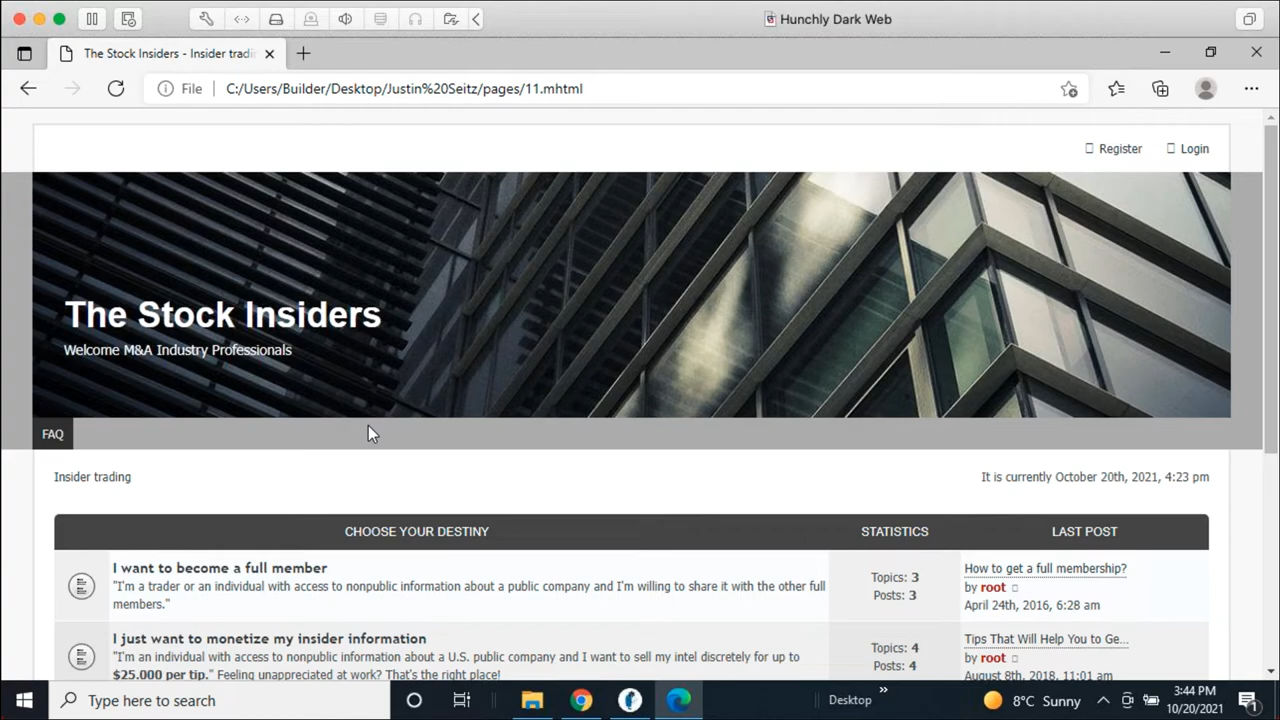 Hunchly Dark Web
The Stock Insiders - Insider tradi
File
C:/Users/Builder/Desktop/Justin%20Seitz/pages/11.mhtml
Register
Login
The Stock Insiders
Welcome M&A Industry Professionals
FAQ
Insider trading
It is currently October 20th, 2021, 4:23 pm
CHOOSE YOUR DESTINY
STATISTICS
LAST POST
I want to become a full member
"I'm a trader or an individual with access to nonpublic information about a public company and I'm willing to share it with the other full
members."
Topics: 3
Posts: 3
How to get a full membership?
by root
April 24th, 2016, 6:28 am
I just want to monetize my insider information
"I'm an individual with access to nonpublic information about a U.S. public company and I want to sell my intel discretely for up to
$25.000 per tip." Feeling unappreciated at work? That's the right place!
Topics: 4
Posts: 4
Tips That Will Help You to Ge...
by root
August 8th, 2018, 11:01 am
Type here to search
Desktop
8°C Sunny
3:44 PM
10/20/2021
1